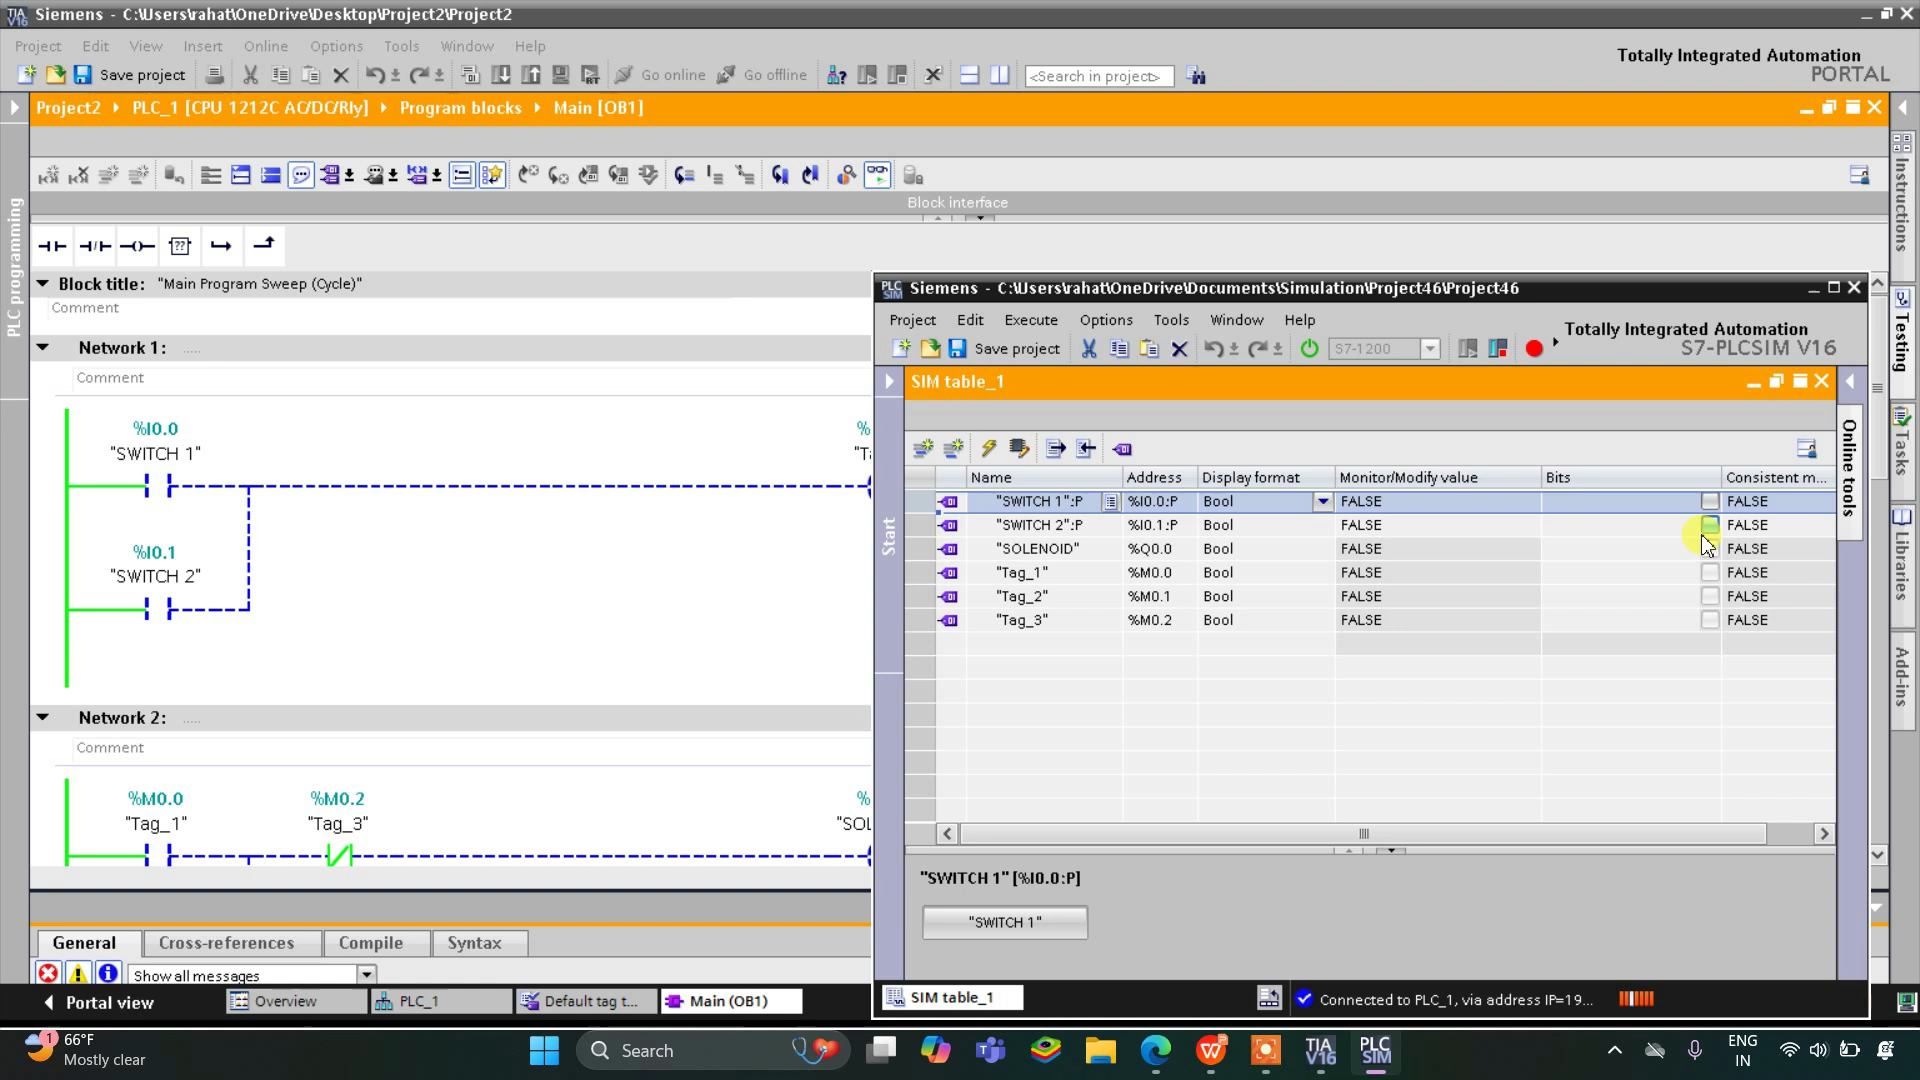 TIA V16 Siemens - C:\Users\rahat\OneDrive\Desktop\Project2\Project2
Project Edit View Insert Online Options Tools Window Help
Totally Integrated Automation
PORTAL
Save project Go online Go offline <Search in project>
Project2 PLC_1 [CPU 1212C AC/DC/Rly] Program blocks Main [OB1]
Block interface
PLC programming
??
Block title: "Main Program Sweep (Cycle)"
Comment
Network 1: .....
Comment
%I0.0
"SWITCH 1"
%
"T
%I0.1
"SWITCH 2"
Network 2: .....
Comment
%M0.0 %M0.2 %
"Tag_1" "Tag_3" "SOL
PLC SIM Siemens - C:\Users\rahat\OneDrive\Documents\Simulation\Project46\Project46
Project Edit Execute Options Tools Window Help
Totally Integrated Automation
S7-PLCSIM V16
Save project S7-1200
SIM table_1
Start
Online tools
Name Address Display format Monitor/Modify value Bits Consistent m...
"SWITCH 1":P %I0.0:P Bool FALSE FALSE
"SWITCH 2":P %I0.1:P Bool FALSE FALSE
"SOLENOID" %Q0.0 Bool FALSE FALSE
"Tag_1" %M0.0 Bool FALSE FALSE
"Tag_2" %M0.1 Bool FALSE FALSE
"Tag_3" %M0.2 Bool FALSE FALSE
"SWITCH 1" [%I0.0:P]
"SWITCH 1"
SIM table_1 Connected to PLC_1, via address IP=19...
Instructions
Testing
Tasks
Libraries
Add-ins
General Cross-references Compile Syntax
Show all messages
Portal view Overview PLC_1 Default tag t... Main (OB1)
1
66°F
Mostly clear
Search
TIA V16
PLC SIM
ENG
IN